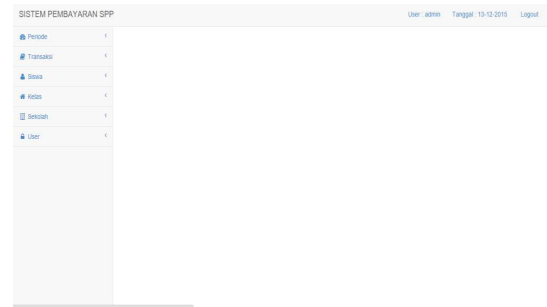 SISTEM PEMBAYARAN SPP User : admin Tanggal : 13-12-2015 Logout
Periode
Transaksi
Siswa
Kelas
Sekolah
User